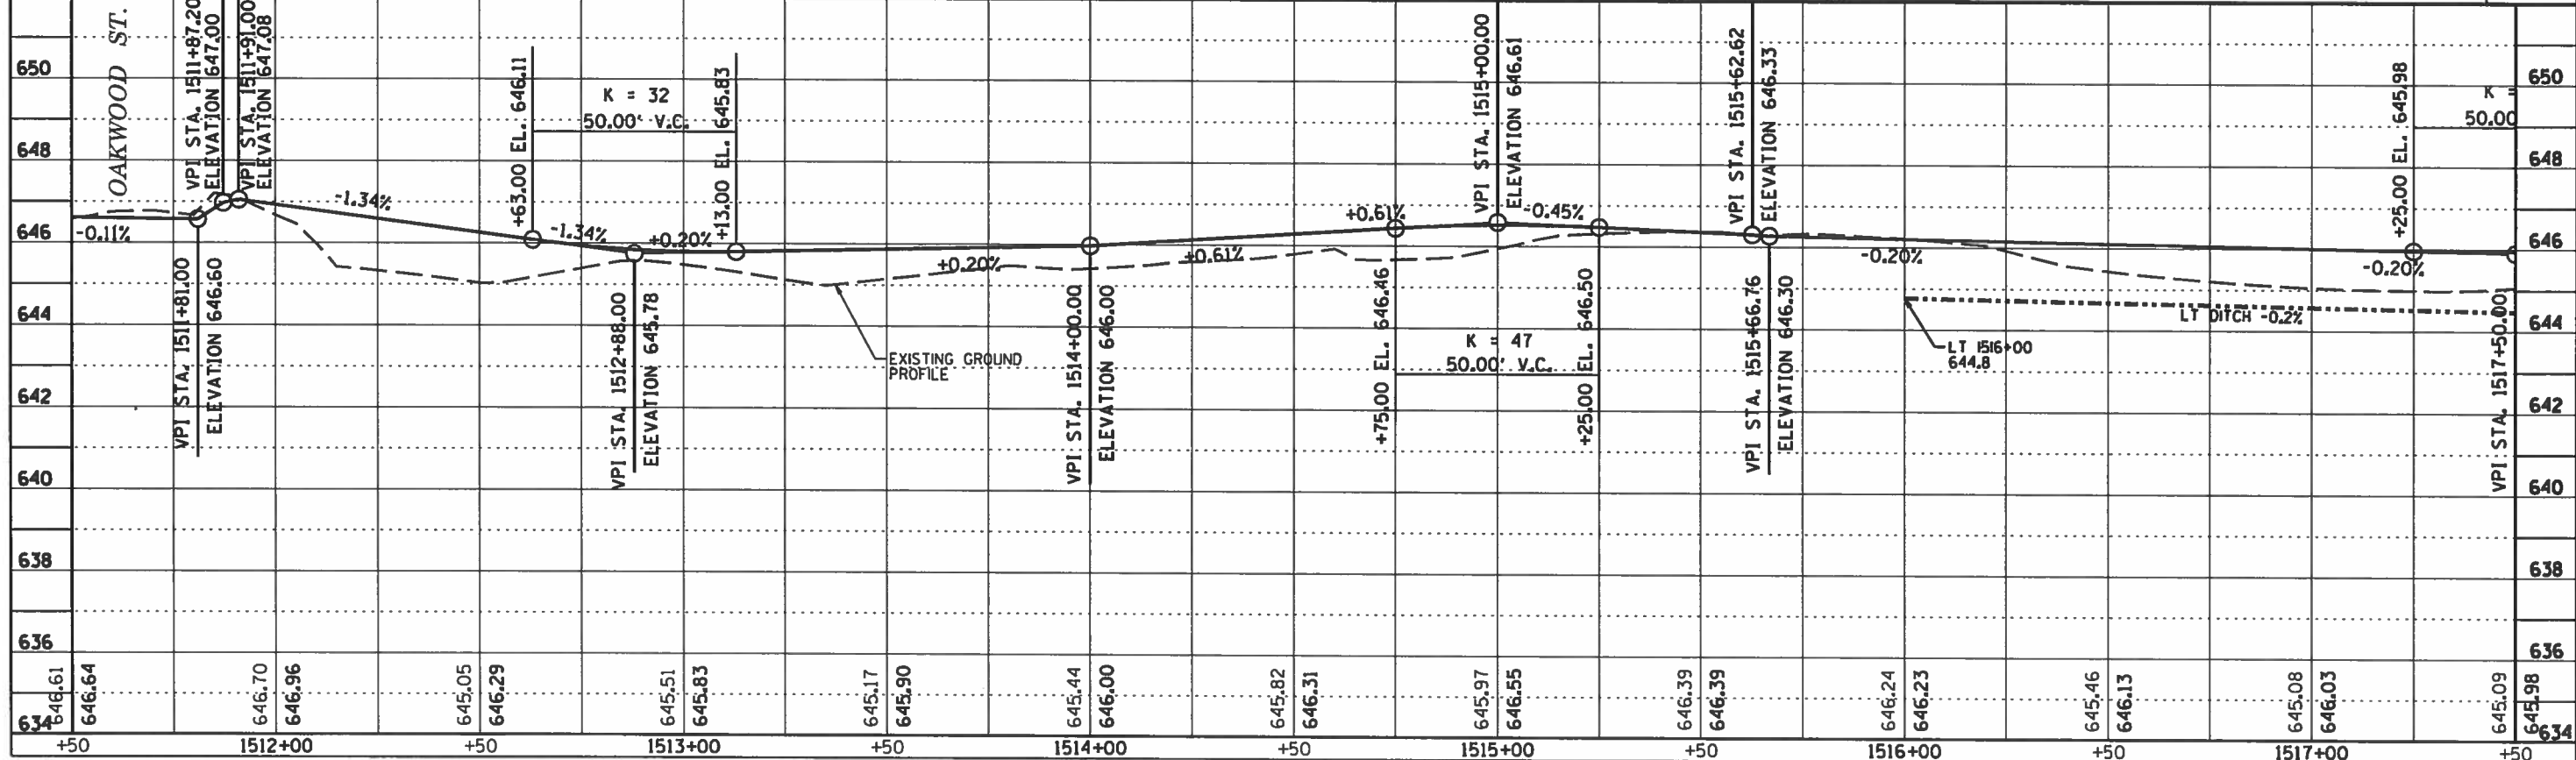 OAKWOOD ST.
VPI STA. 1511+87.20
ELEVATION 647.00
VPI STA. 1511+91.00
ELEVATION 647.08
+63.00 EL. 646.11
K = 32
50.00' V.C.
+13.00 EL. 645.83
VPI STA. 1515+00.00
ELEVATION 646.61
VPI STA. 1515+62.62
ELEVATION 646.33
+25.00 EL. 645.98
K =
50.00
650
648
646
644
642
640
638
636
634
650
648
646
644
642
640
638
636
634
-0.11%
-1.34%
-1.34%
+0.20%
+0.20%
+0.61%
+0.61%
-0.45%
-0.20%
-0.20%
VPI STA. 1511+81.00
ELEVATION 646.60
VPI STA. 1512+88.00
ELEVATION 645.78
EXISTING GROUND
PROFILE
VPI STA. 1514+00.00
ELEVATION 646.00
+75.00 EL. 646.46
K = 47
50.00' V.C.
+25.00 EL. 646.50
VPI STA. 1515+66.76
ELEVATION 646.30
LT DITCH -0.2%
LT 1516+00
644.8
VPI STA. 1517+50.00
646.61
646.64
646.70
646.96
645.05
646.29
645.51
645.83
645.17
645.90
645.44
646.00
645.82
646.31
645.97
646.55
646.39
646.39
646.24
646.23
645.46
646.13
645.08
646.03
645.09
645.98
+50 1512+00 +50 1513+00 +50 1514+00 +50 1515+00 +50 1516+00 +50 1517+00 +50